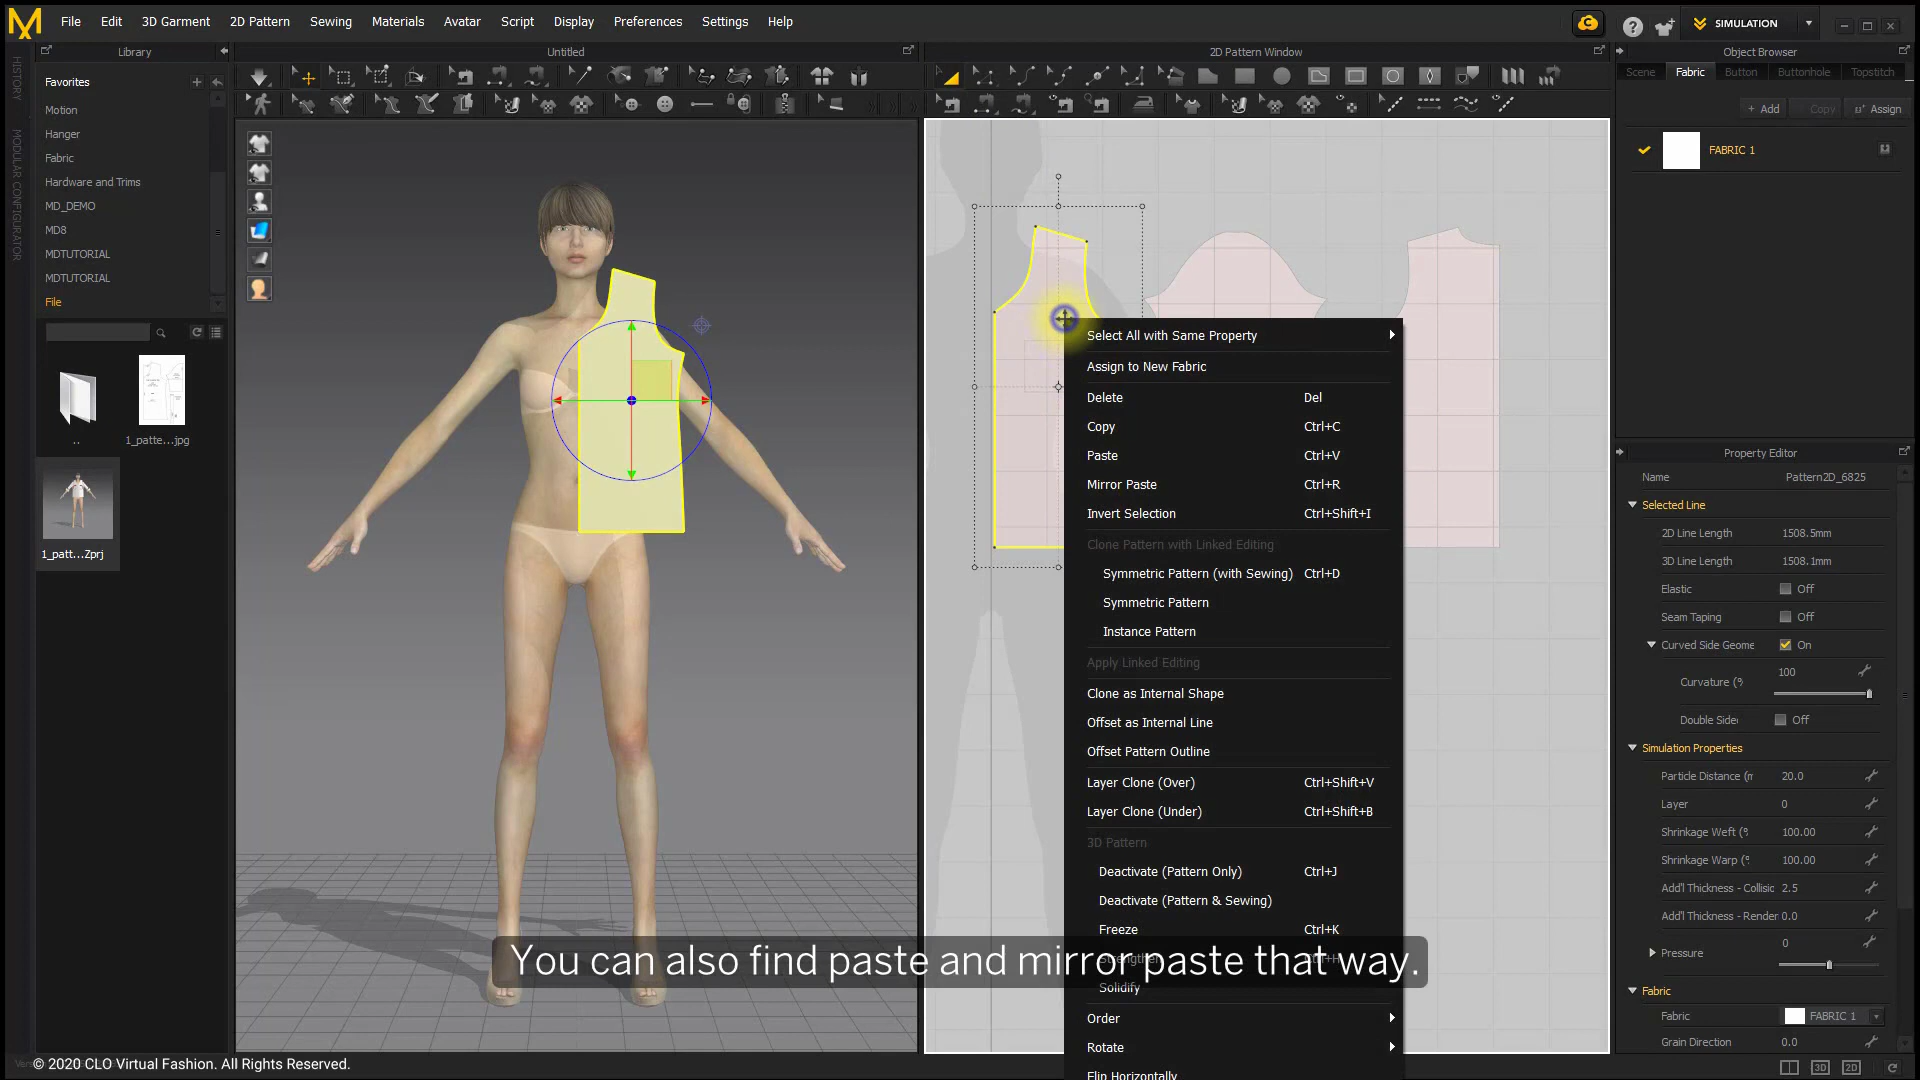 File Edit 3D Garment 2D Pattern Sewing Materials Avatar Script Display Preferences Settings Help
SIMULATION
HISTORY
MODULAR CONFIGURATOR
Library
Favorites
Motion
Hanger
Fabric
Hardware and Trims
MD_DEMO
MD8
MDTUTORIAL
MDTUTORIAL
File
..
1_patte...jpg
1_patt...Zprj
Untitled
2D Pattern Window
Select All with Same Property
Assign to New Fabric
Delete Del
Copy Ctrl+C
Paste Ctrl+V
Mirror Paste Ctrl+R
Invert Selection Ctrl+Shift+I
Clone Pattern with Linked Editing
Symmetric Pattern (with Sewing) Ctrl+D
Symmetric Pattern
Instance Pattern
Apply Linked Editing
Clone as Internal Shape
Offset as Internal Line
Offset Pattern Outline
Layer Clone (Over) Ctrl+Shift+V
Layer Clone (Under) Ctrl+Shift+B
3D Pattern
Deactivate (Pattern Only) Ctrl+J
Deactivate (Pattern & Sewing)
Freeze Ctrl+K
Strengthen Ctrl+H
Solidify
Order
Rotate
Flip Horizontally
You can also find paste and mirror paste that way.
Object Browser
Scene Fabric Button Buttonhole Topstitch
+ Add Copy Assign
FABRIC 1
Property Editor
Name Pattern2D_6825
Selected Line
2D Line Length 1508.5mm
3D Line Length 1508.1mm
Elastic Off
Seam Taping Off
Curved Side Geome On
Curvature (% 100
Double Side Off
Simulation Properties
Particle Distance (m 20.0
Layer 0
Shrinkage Weft (% 100.00
Shrinkage Warp (% 100.00
Add'l Thickness - Collisic 2.5
Add'l Thickness - Render 0.0
Pressure 0
Fabric
Fabric FABRIC 1
Grain Direction 0.0
3D 2D
© 2020 CLO Virtual Fashion. All Rights Reserved.